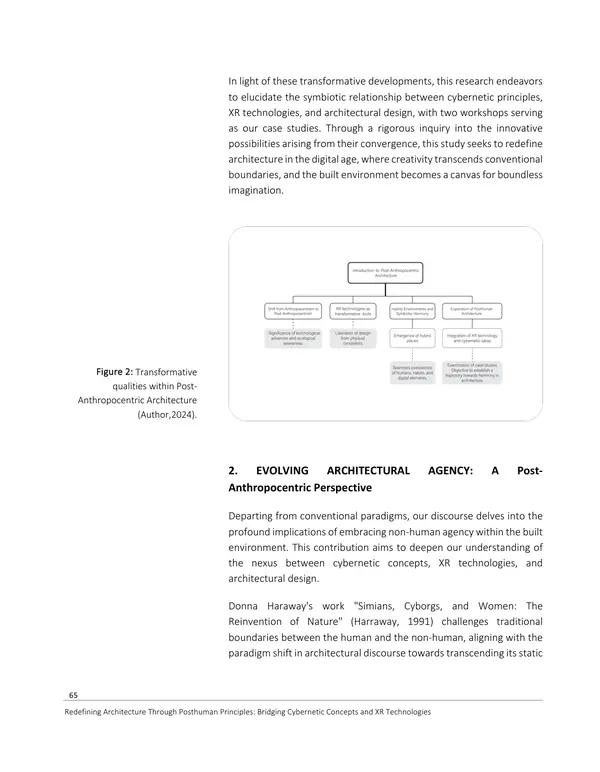 In light of these transformative developments, this research endeavors
to elucidate the symbiotic relationship between cybernetic principles,
XR technologies, and architectural design, with two workshops serving
as our case studies. Through a rigorous inquiry into the innovative
possibilities arising from their convergence, this study seeks to redefine
architecture in the digital age, where creativity transcends conventional
boundaries, and the built environment becomes a canvas for boundless
imagination.
Introduction to Post-Anthropocentric
Architecture
Shift from Anthropocentrism to
Post-Anthropocentrism
XR technologies as
transformative tools
Hybrid Environments and
Symbiotic Harmony
Exploration of Posthuman
Architecture
Significance of technological
advances and ecological
awareness
Liberation of design
from physical
constraints
Emergence of hybrid
places
Integration of XR technology
and cybernetic ideas
Seamless coexistence
of humans, nature, and
digital elements
Examination of case studies
Objective to establish a
trajectory towards harmony in
architecture
Figure 2: Transformative
qualities within Post-
Anthropocentric Architecture
(Author,2024).
2. EVOLVING ARCHITECTURAL AGENCY: A Post-
Anthropocentric Perspective
Departing from conventional paradigms, our discourse delves into the
profound implications of embracing non-human agency within the built
environment. This contribution aims to deepen our understanding of
the nexus between cybernetic concepts, XR technologies, and
architectural design.
Donna Haraway's work "Simians, Cyborgs, and Women: The
Reinvention of Nature" (Harraway, 1991) challenges traditional
boundaries between the human and the non-human, aligning with the
paradigm shift in architectural discourse towards transcending its static
65
Redefining Architecture Through Posthuman Principles: Bridging Cybernetic Concepts and XR Technologies